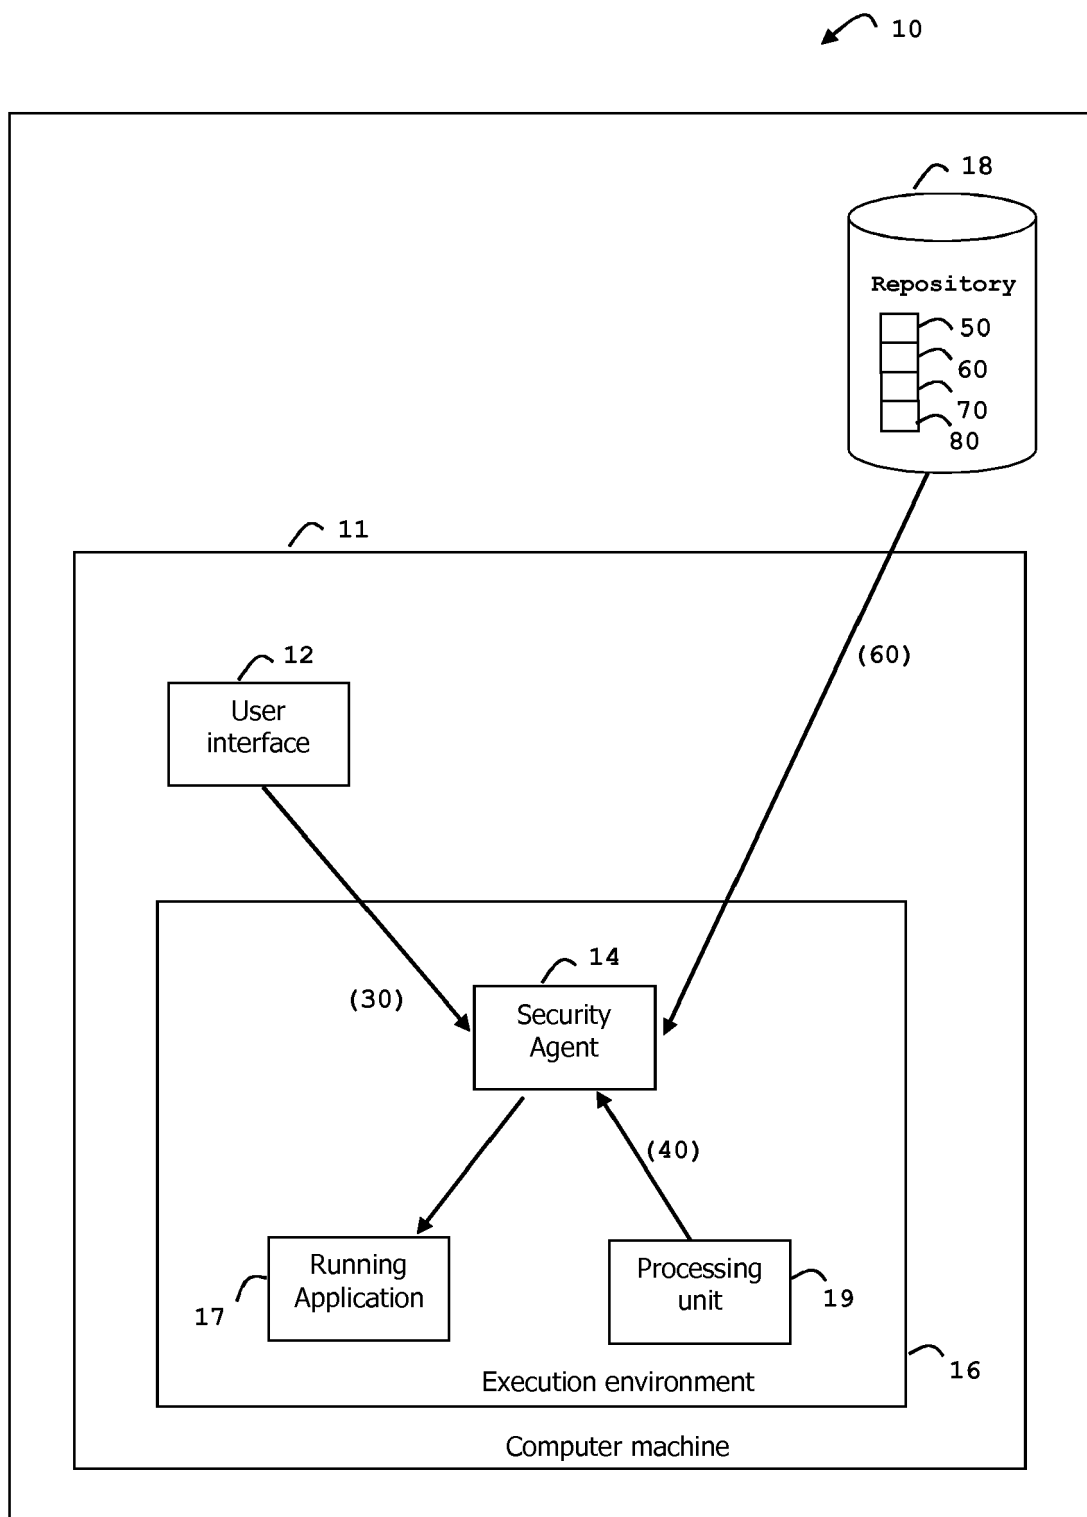 10
18
Repository
50
60
70
80
11
(60)
12
User
interface
14
(30)
Security
Agent
(40)
Running
Application
Processing
unit
17
19
16
Execution environment
Computer machine